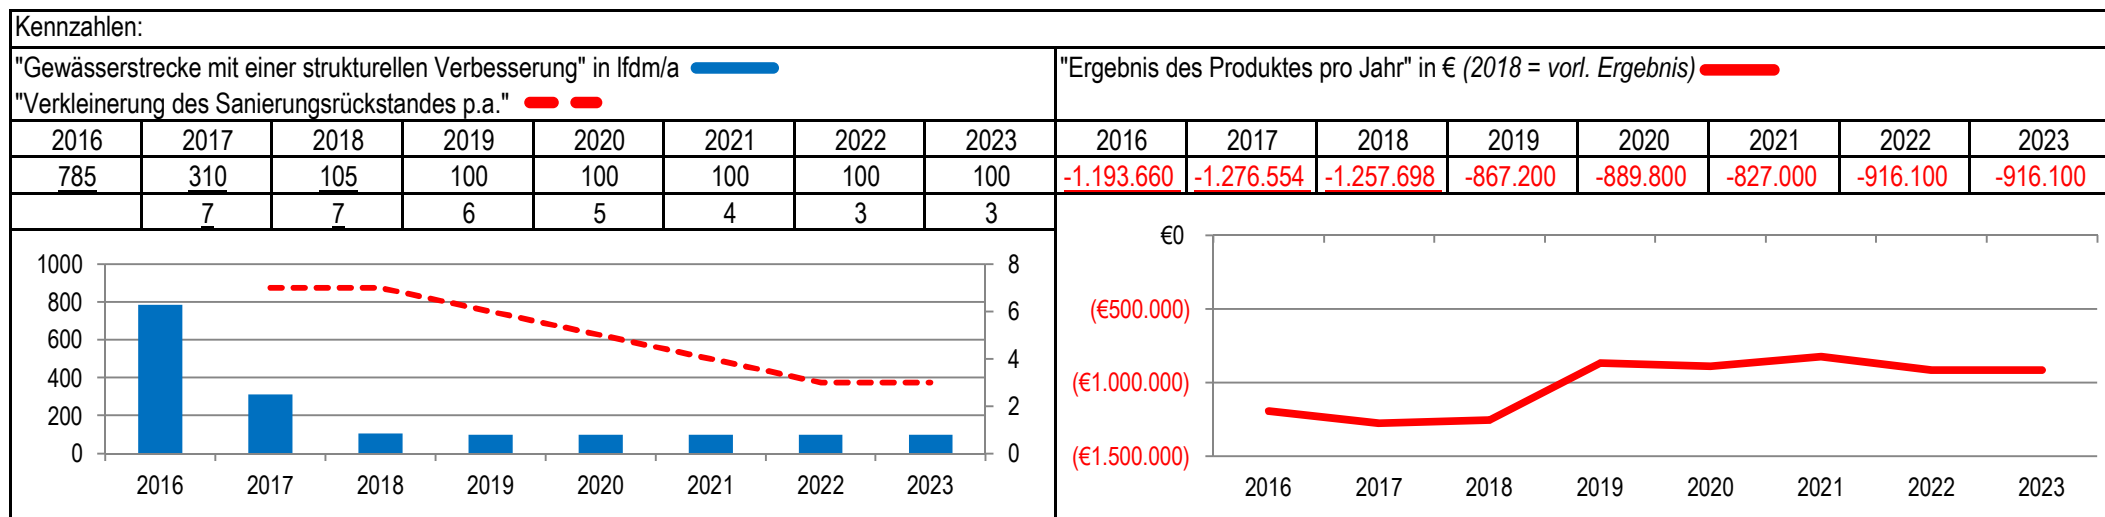 Kennzahlen:
"Gewässerstrecke mit einer strukturellen Verbesserung" in lfdm/a
"Verkleinerung des Sanierungsrückstandes p.a."
2016 2017 2018 2019 2020 2021 2022 2023
785 310 105 100 100 100 100 100
7 7 6 5 4 3 3
1000
800
600
400
200
0
8
6
4
2
0
2016 2017 2018 2019 2020 2021 2022 2023
"Ergebnis des Produktes pro Jahr" in € (2018 = vorl. Ergebnis)
2016 2017 2018 2019 2020 2021 2022 2023
-1.193.660 -1.276.554 -1.257.698 -867.200 -889.800 -827.000 -916.100 -916.100
€0
(€500.000)
(€1.000.000)
(€1.500.000)
2016 2017 2018 2019 2020 2021 2022 2023